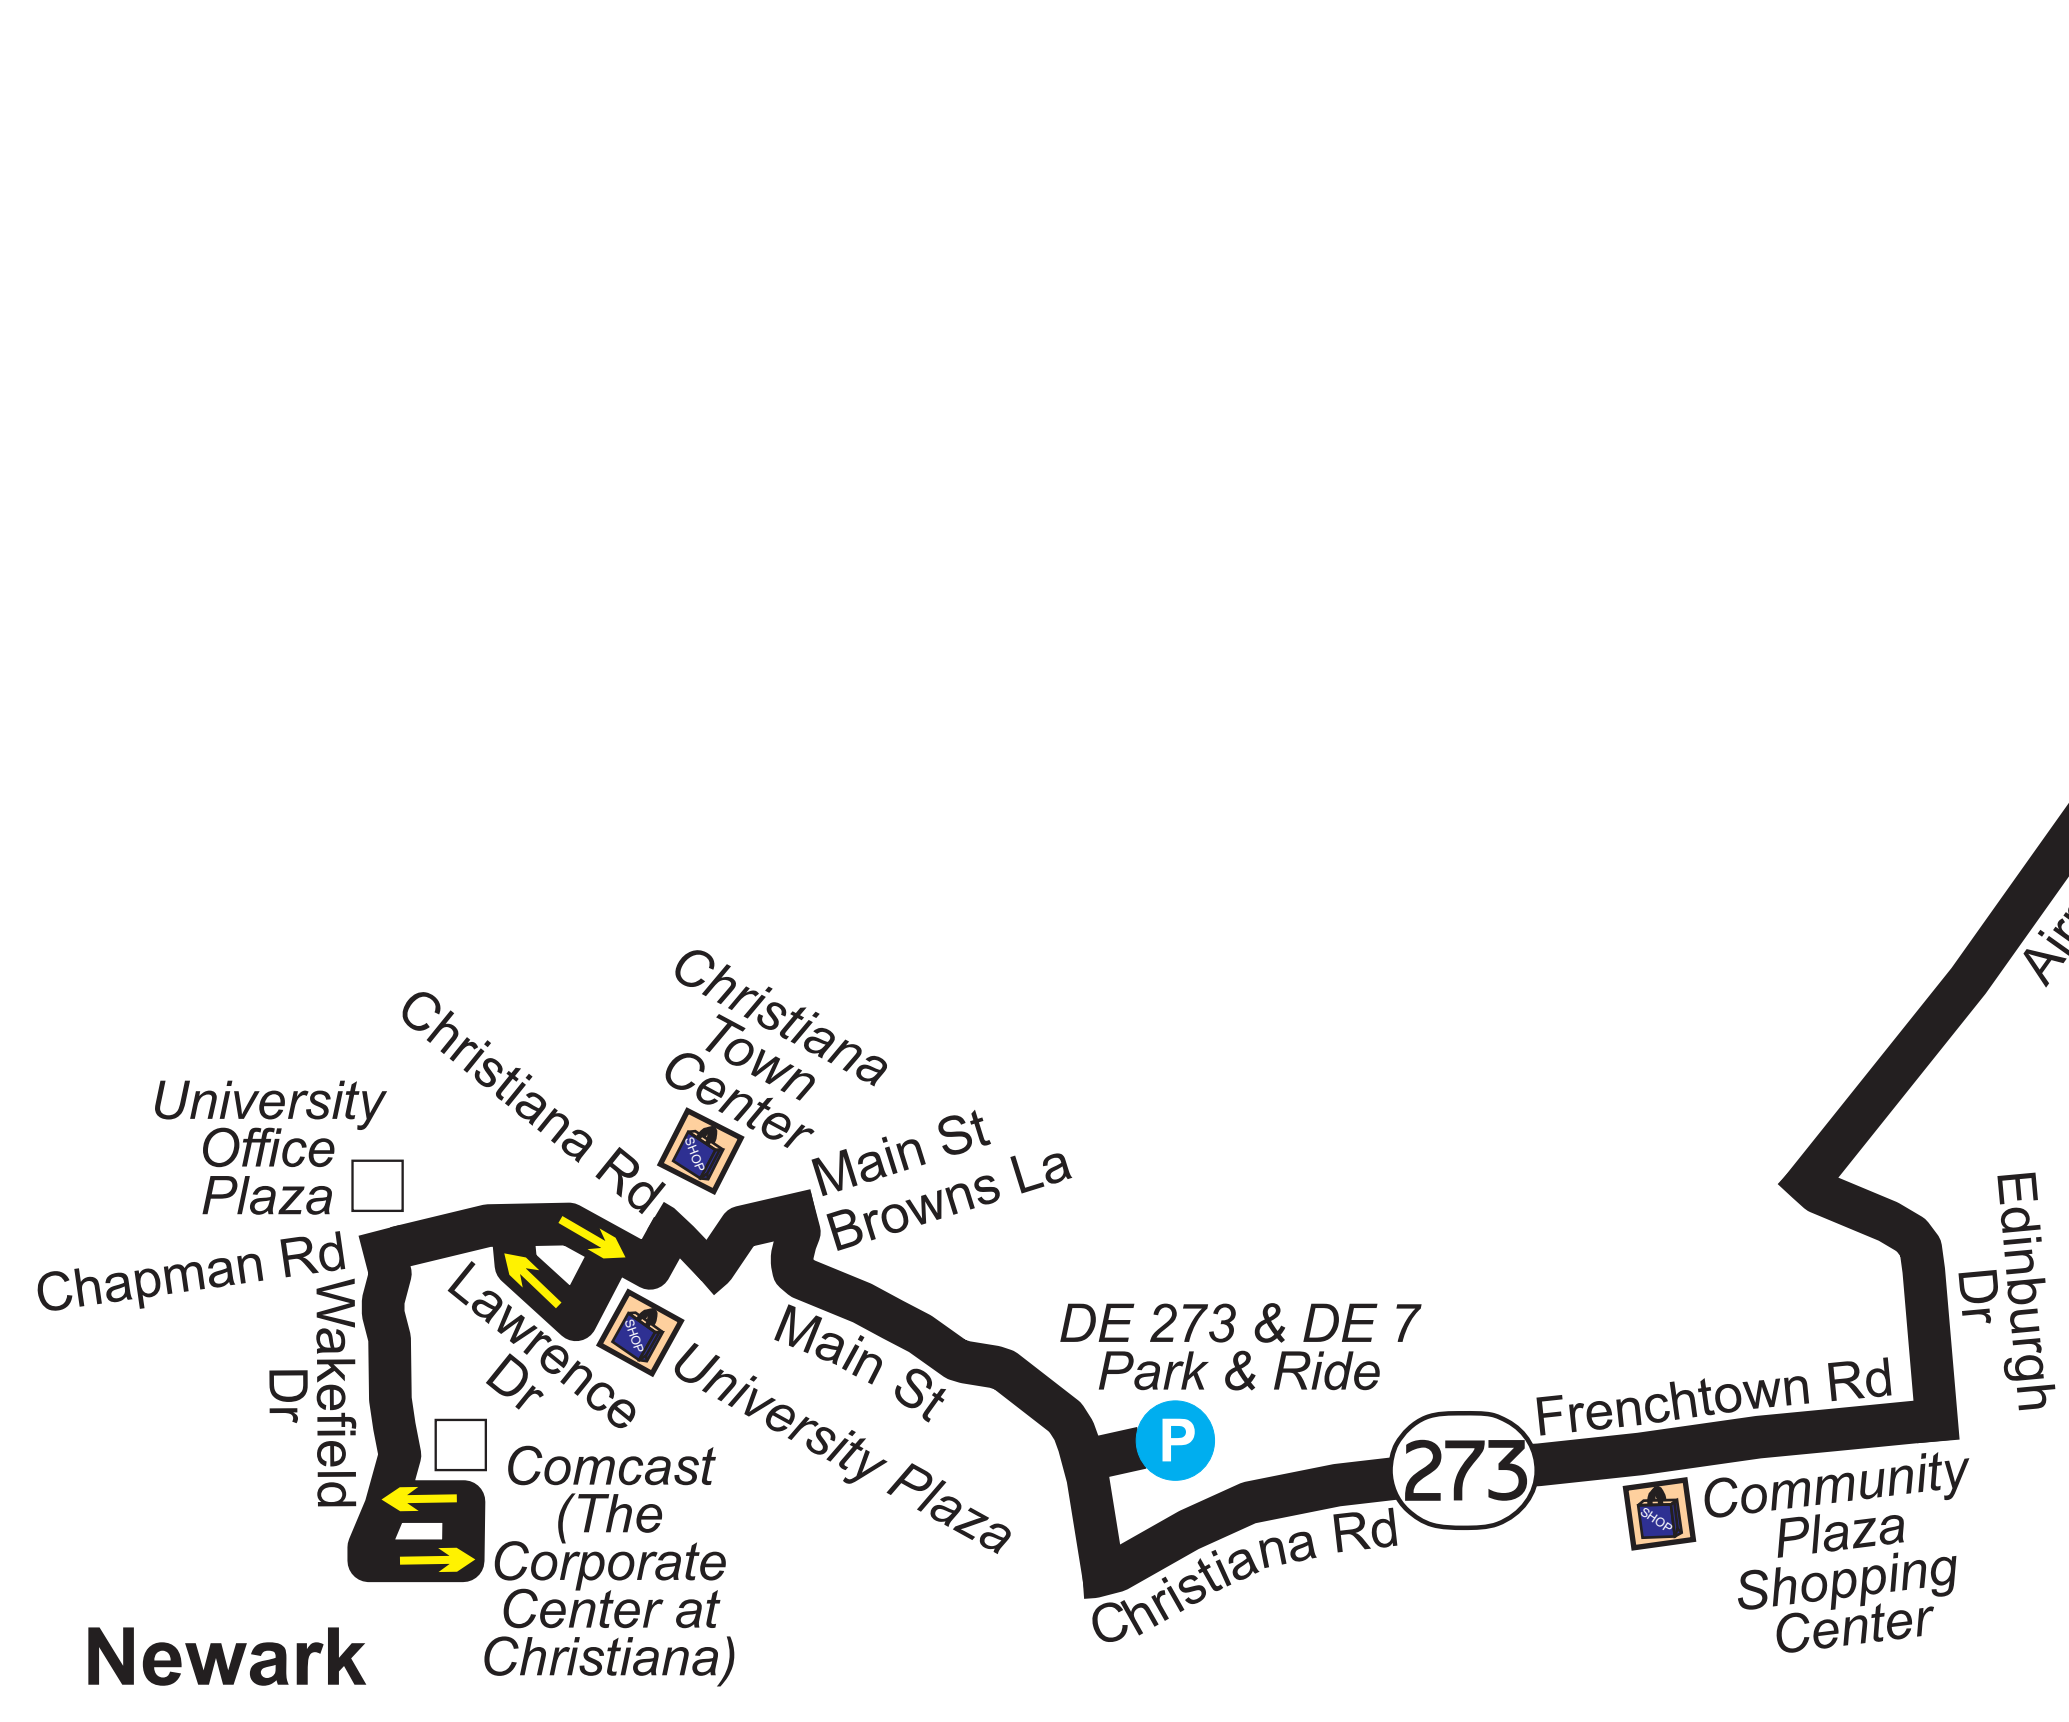 Christiana
Town
Center
SHOP
Christiana Rd
University
Office
Plaza
Main St
Browns La
Chapman Rd
Wakefield
Dr
Lawrence
Dr
SHOP
University Plaza
Main St
DE 273 & DE 7
Park & Ride
P
Christiana Rd
273
Frenchtown Rd
Edinburgh
Dr
SHOP
Community
Plaza
Shopping
Center
Comcast
(The
Corporate
Center at
Christiana)
Newark